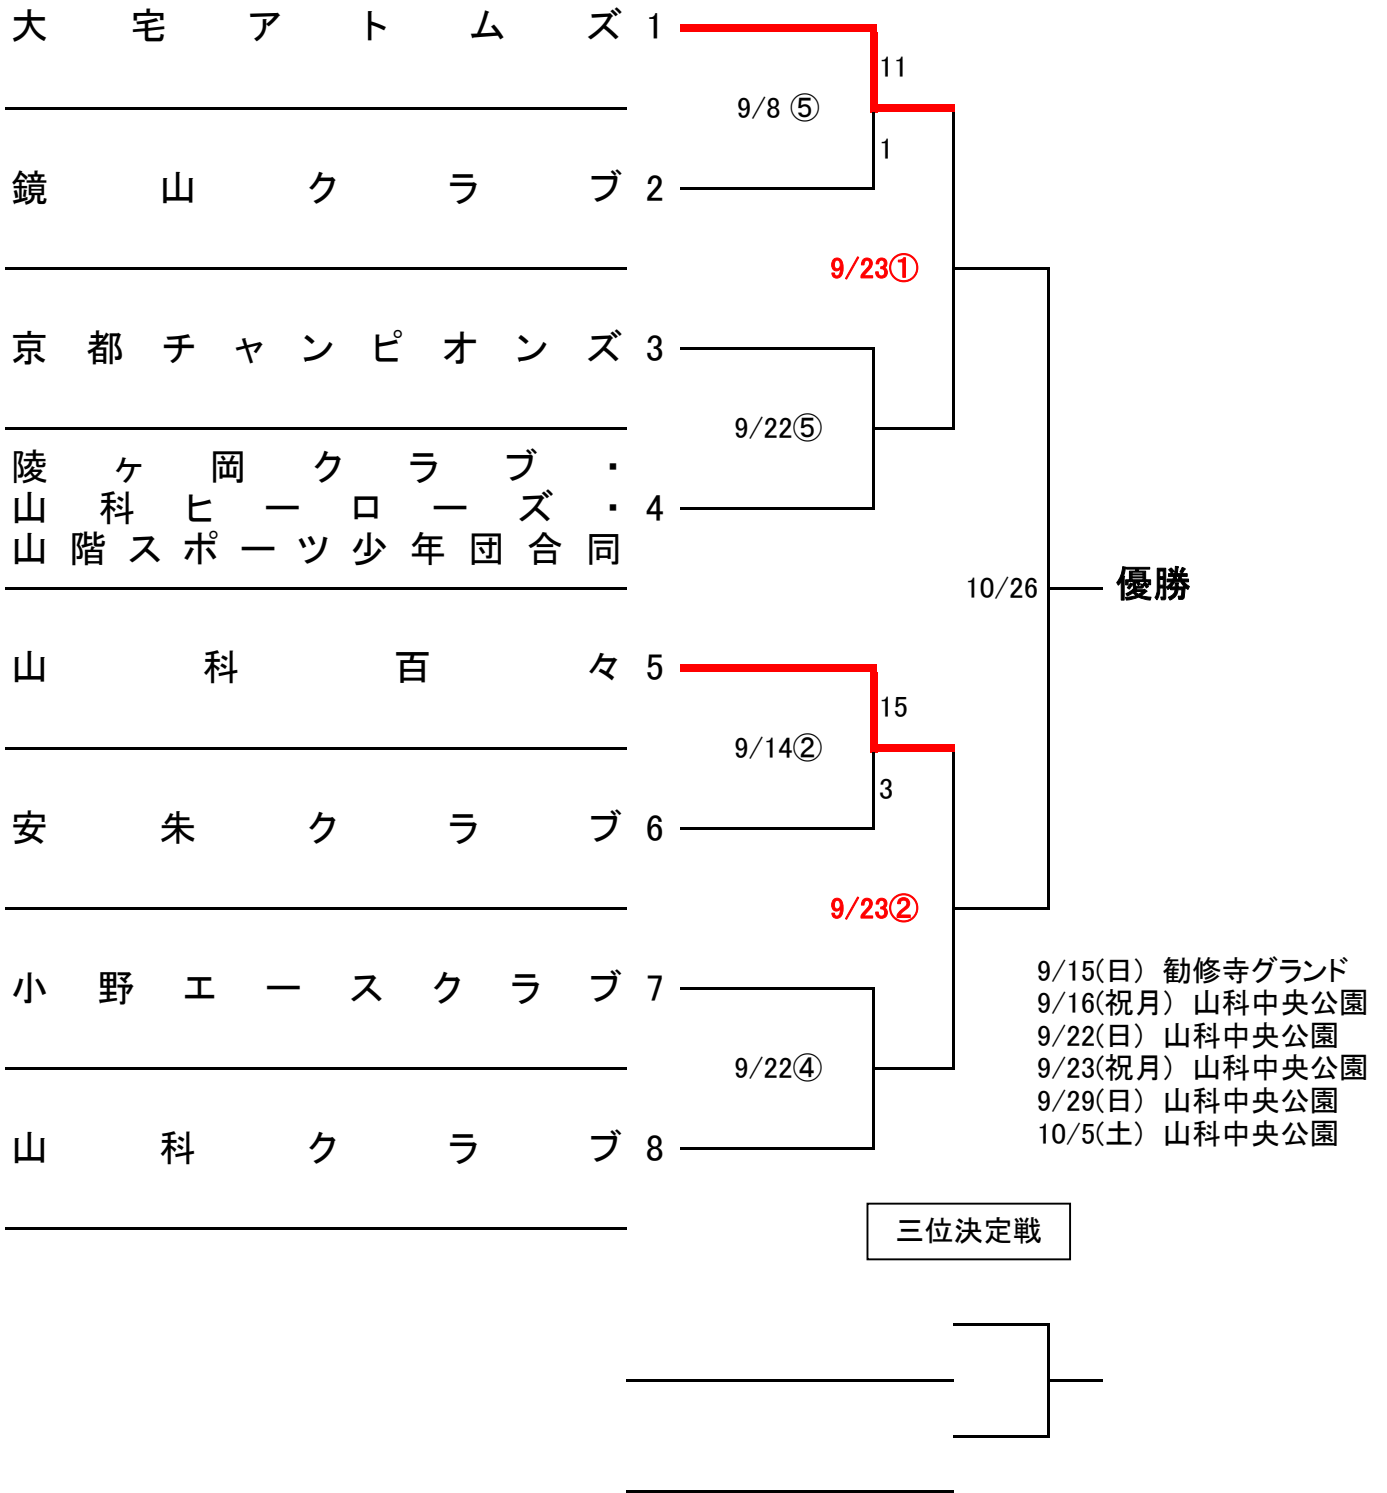 大宅アトムズ 1
11
9/8 ⑤
1
鏡山クラブ 2
9/23①
京都チャンピオンズ 3
9/22⑤
陵ヶ岡クラブ・
山科ヒーローズ・ 4
山階スポーツ少年団合同
10/26 優勝
山科百々 5
15
9/14②
3
安朱クラブ 6
9/23②
小野エースクラブ 7
9/22④
山科クラブ 8
9/15(日) 勧修寺グランド
9/16(祝月) 山科中央公園
9/22(日) 山科中央公園
9/23(祝月) 山科中央公園
9/29(日) 山科中央公園
10/5(土) 山科中央公園
三位決定戦